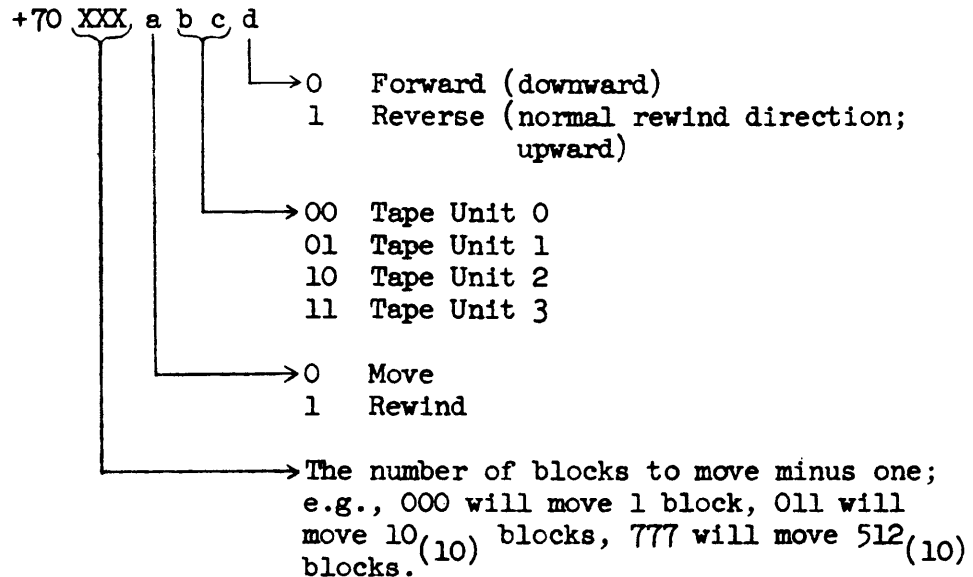 +70 XXX a b c d
0 Forward (downward)
1 Reverse (normal rewind direction;
upward)
00 Tape Unit 0
01 Tape Unit 1
10 Tape Unit 2
11 Tape Unit 3
0 Move
1 Rewind
The number of blocks to move minus one;
e.g., 000 will move 1 block, 011 will
move 10(10) blocks, 777 will move 512(10)
blocks.